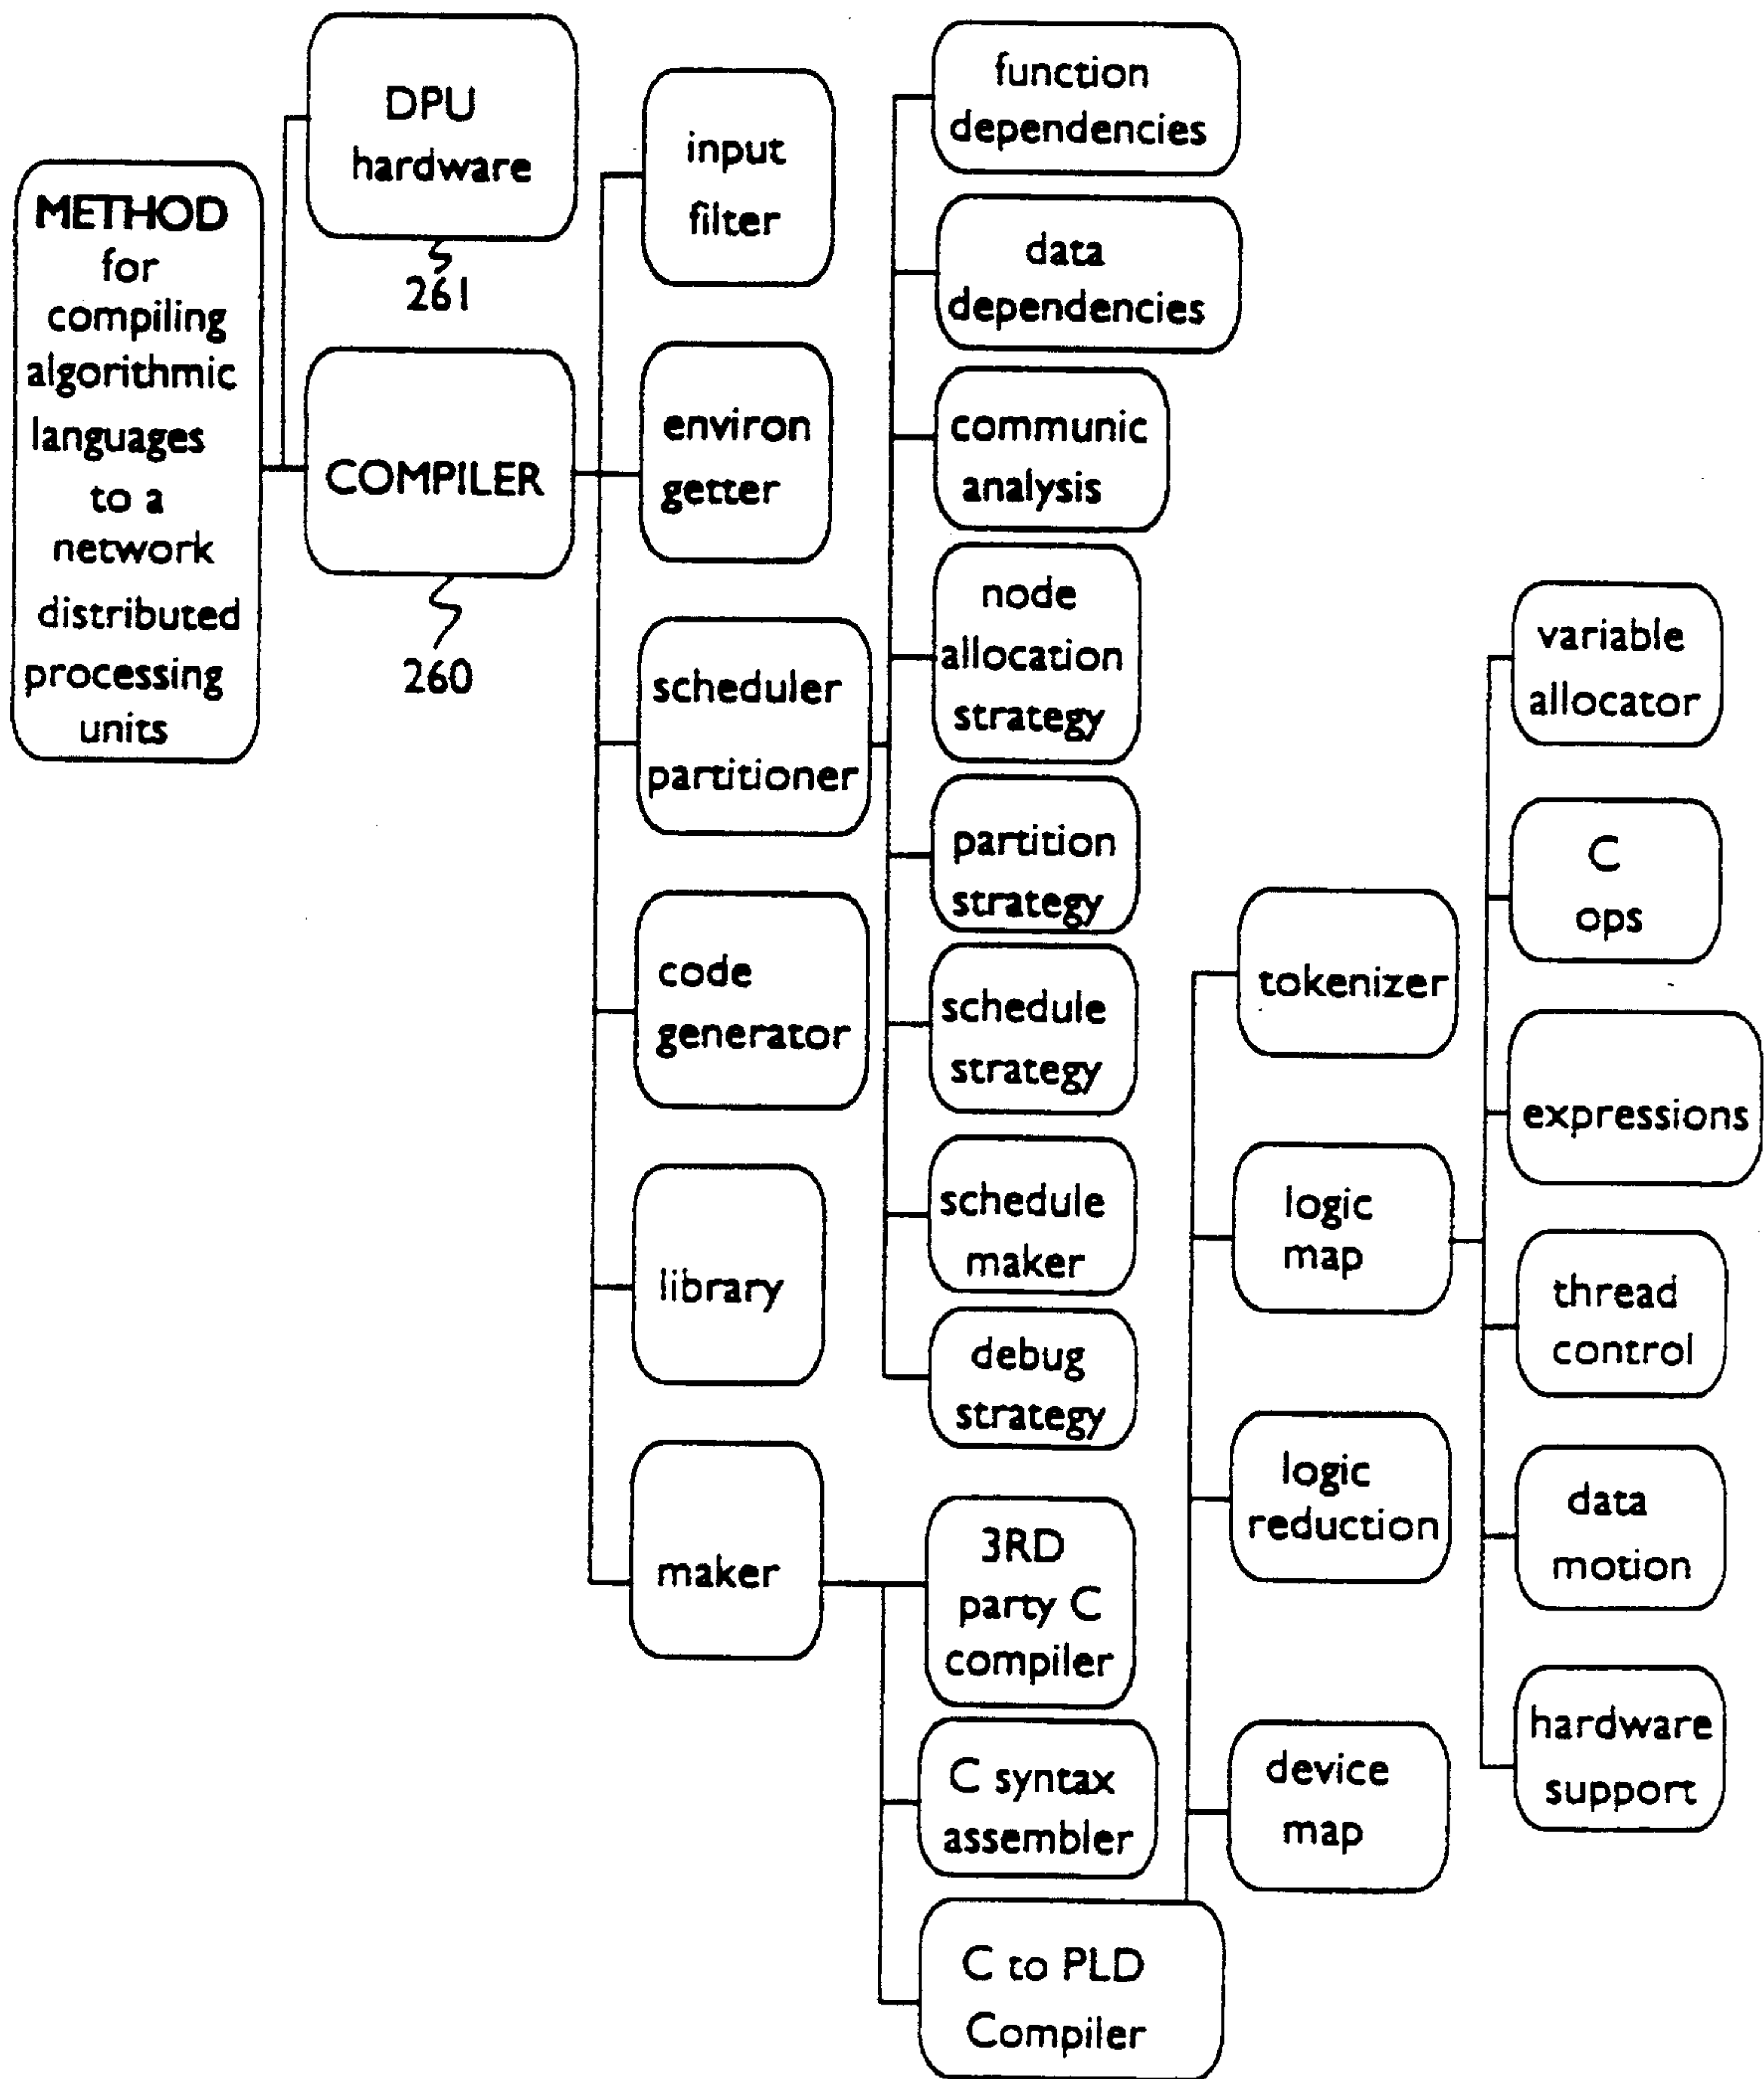 METHOD
for
compiling
algorithmic
languages
to a
network
distributed
processing
units
DPU
hardware
261
COMPILER
260
input
filter
environ
getter
scheduler
partitioner
code
generator
library
maker
function
dependencies
data
dependencies
communic
analysis
node
allocation
strategy
partition
strategy
schedule
strategy
schedule
maker
debug
strategy
3RD
party C
compiler
C syntax
assembler
C to PLD
Compiler
tokenizer
logic
map
logic
reduction
device
map
variable
allocator
C
ops
expressions
thread
control
data
motion
hardware
support